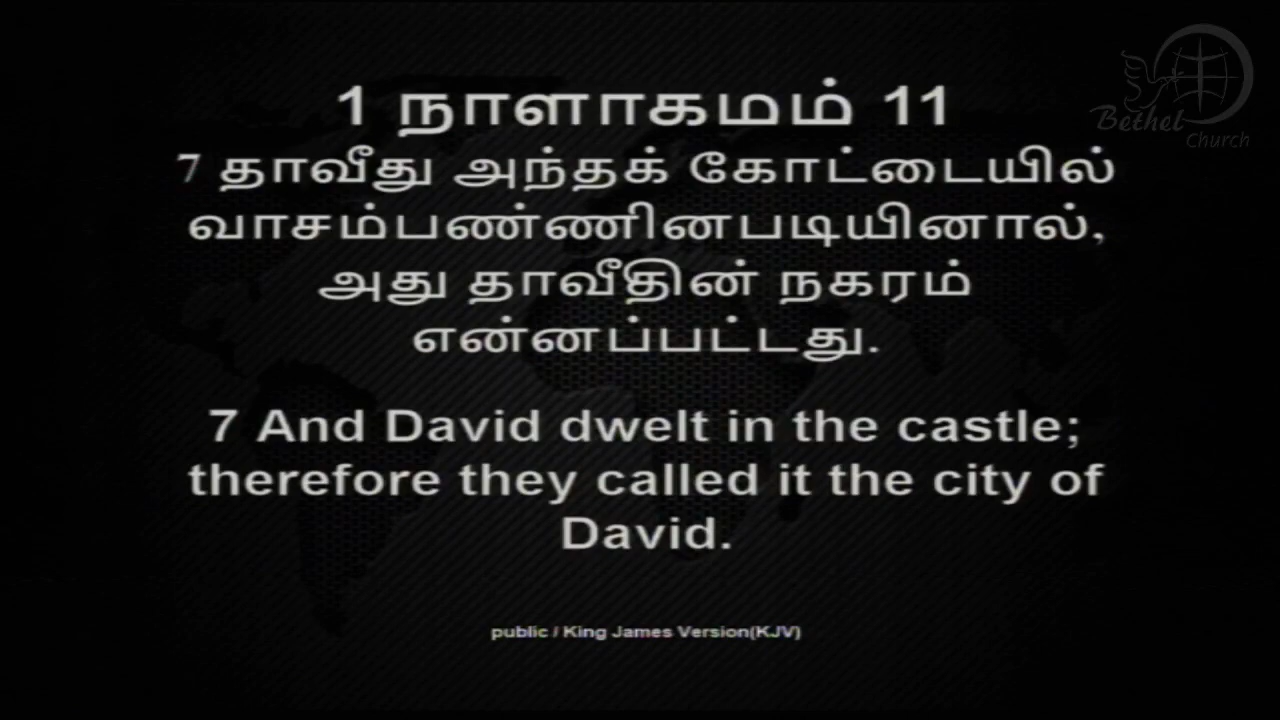 Bethel
Church
1 நாளாகமம் 11
7 தாவீது அந்தக் கோட்டையில்
வாசம்பண்ணினபடியினால்,
அது தாவீதின் நகரம்
என்னப்பட்டது.
7 And David dwelt in the castle;
therefore they called it the city of
David.
public / King James Version(KJV)